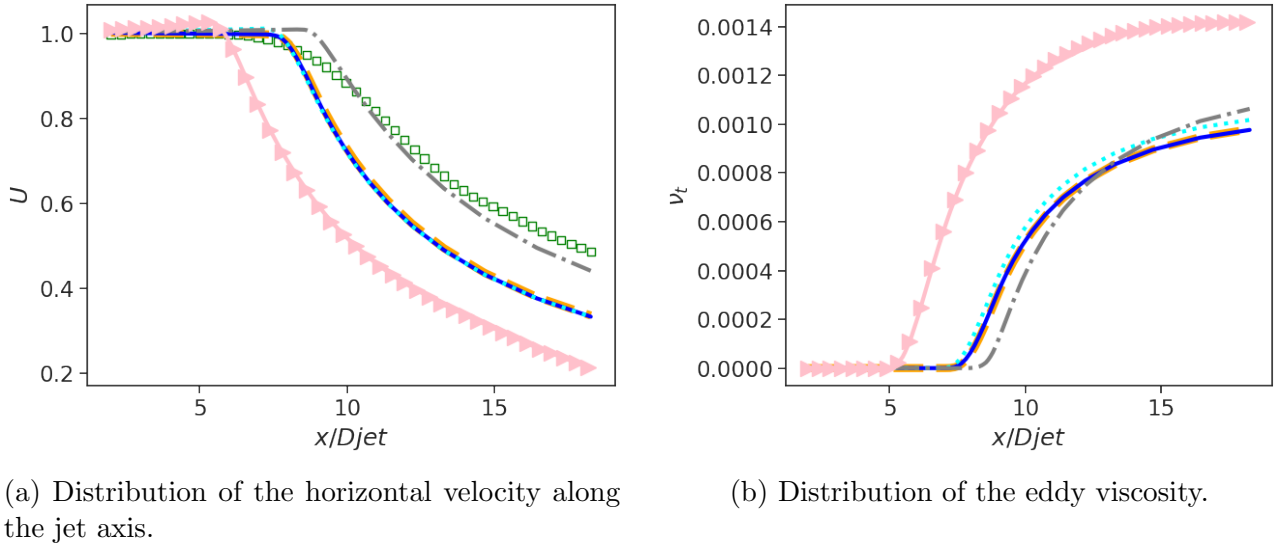 1.0
0.8
0.6
0.4
0.2
U
5
10
15
x/Djet
0.0014
0.0012
0.0010
0.0008
0.0006
0.0004
0.0002
0.0000
νt
5
10
15
x/Djet
(a) Distribution of the horizontal velocity along
the jet axis.
(b) Distribution of the eddy viscosity.